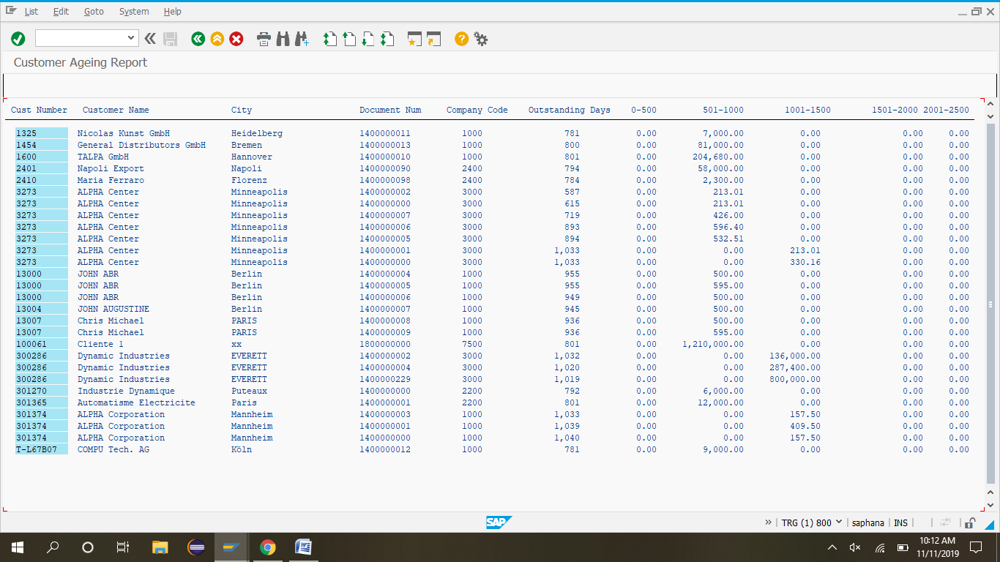 List Edit Goto System Help
Customer Ageing Report
Cust Number Customer Name City Document Num Company Code Outstanding Days 0-500 501-1000 1001-1500 1501-2000 2001-2500
1325 Nicolas Kunst GmbH Heidelberg 1400000011 1000 781 0.00 7,000.00 0.00 0.00 0.00
1454 General Distributors GmbH Bremen 1400000013 1000 800 0.00 81,000.00 0.00 0.00 0.00
1600 TALPA GmbH Hannover 1400000010 1000 801 0.00 204,680.00 0.00 0.00 0.00
2401 Napoli Export Napoli 1400000090 2400 794 0.00 58,000.00 0.00 0.00 0.00
2410 Maria Ferraro Florenz 1400000098 2400 784 0.00 2,300.00 0.00 0.00 0.00
3273 ALPHA Center Minneapolis 1400000002 3000 587 0.00 213.01 0.00 0.00 0.00
3273 ALPHA Center Minneapolis 1400000000 3000 615 0.00 213.01 0.00 0.00 0.00
3273 ALPHA Center Minneapolis 1400000007 3000 719 0.00 426.00 0.00 0.00 0.00
3273 ALPHA Center Minneapolis 1400000006 3000 893 0.00 596.40 0.00 0.00 0.00
3273 ALPHA Center Minneapolis 1400000005 3000 894 0.00 532.51 0.00 0.00 0.00
3273 ALPHA Center Minneapolis 1400000001 3000 1,033 0.00 0.00 213.01 0.00 0.00
3273 ALPHA Center Minneapolis 1400000000 3000 1,033 0.00 0.00 330.16 0.00 0.00
13000 JOHN ABR Berlin 1400000004 1000 955 0.00 500.00 0.00 0.00 0.00
13000 JOHN ABR Berlin 1400000005 1000 955 0.00 595.00 0.00 0.00 0.00
13000 JOHN ABR Berlin 1400000006 1000 949 0.00 500.00 0.00 0.00 0.00
13004 JOHN AUGUSTINE Berlin 1400000007 1000 945 0.00 500.00 0.00 0.00 0.00
13007 Chris Michael PARIS 1400000008 1000 936 0.00 500.00 0.00 0.00 0.00
13007 Chris Michael PARIS 1400000009 1000 936 0.00 595.00 0.00 0.00 0.00
100061 Cliente 1 xx 1800000000 7500 801 0.00 1,210,000.00 0.00 0.00 0.00
300286 Dynamic Industries EVERETT 1400000002 3000 1,032 0.00 0.00 136,000.00 0.00 0.00
300286 Dynamic Industries EVERETT 1400000004 3000 1,020 0.00 0.00 287,400.00 0.00 0.00
300286 Dynamic Industries EVERETT 1400000229 3000 1,019 0.00 0.00 800,000.00 0.00 0.00
301270 Industrie Dynamique Puteaux 1400000000 2200 792 0.00 6,000.00 0.00 0.00 0.00
301365 Automatisme Electricite Paris 1400000001 2200 801 0.00 12,000.00 0.00 0.00 0.00
301374 ALPHA Corporation Mannheim 1400000003 1000 1,033 0.00 0.00 157.50 0.00 0.00
301374 ALPHA Corporation Mannheim 1400000001 1000 1,039 0.00 0.00 409.50 0.00 0.00
301374 ALPHA Corporation Mannheim 1400000000 1000 1,040 0.00 0.00 157.50 0.00 0.00
T-L67B07 COMPU Tech. AG Köln 1400000012 1000 781 0.00 9,000.00 0.00 0.00 0.00
SAP TRG (1) 800 saphana INS
10:12 AM
11/11/2019